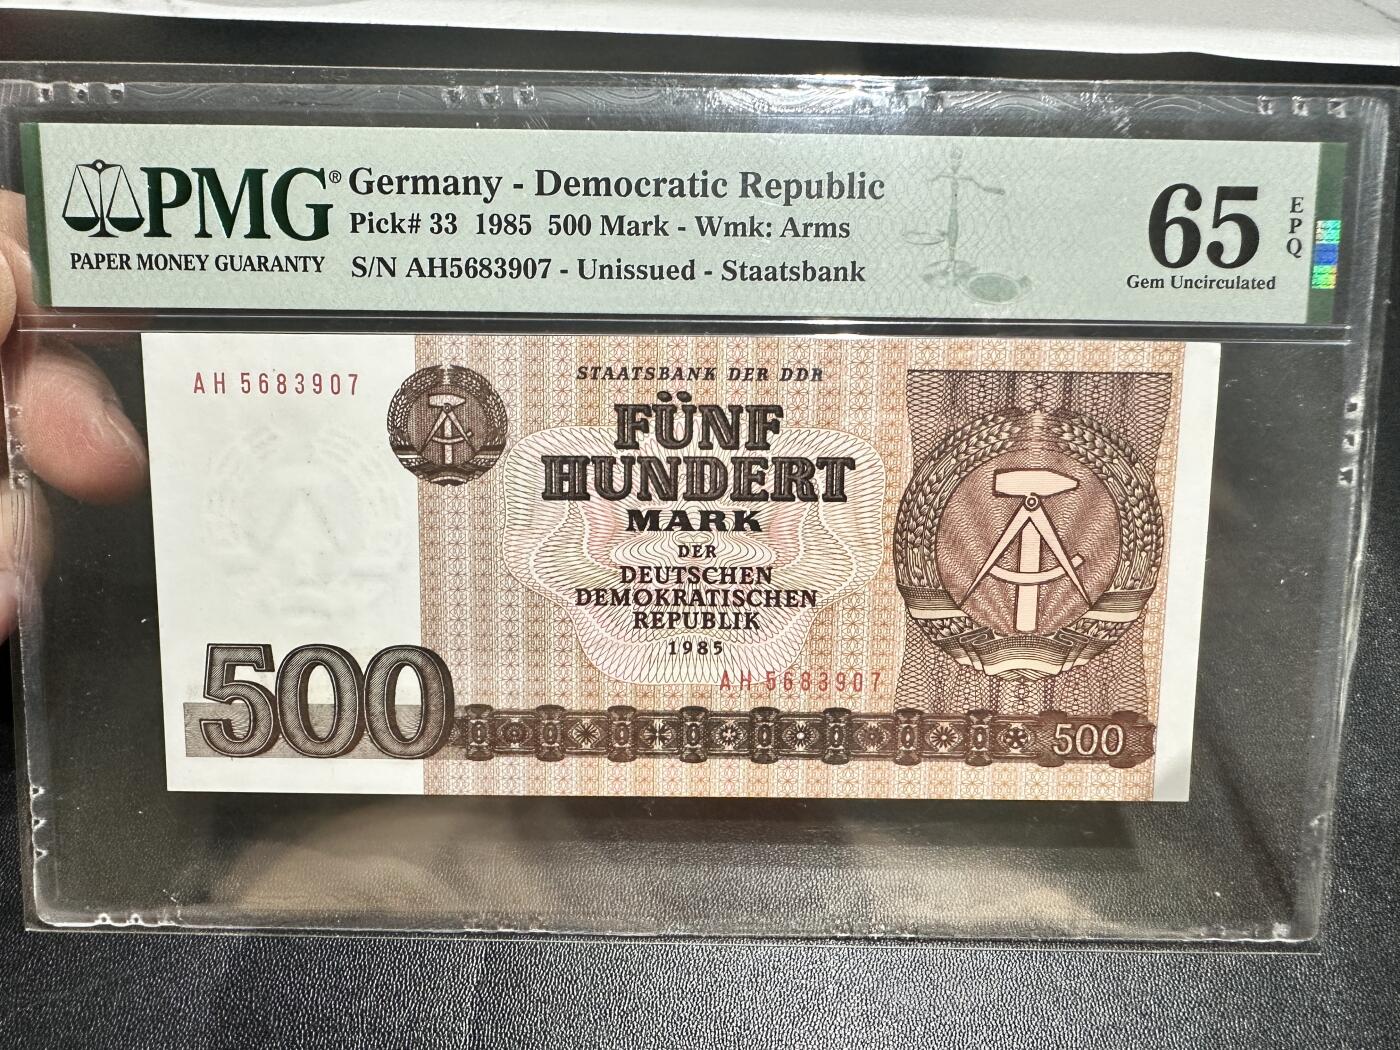 PMG®
PAPER MONEY GUARANTY
Germany - Democratic Republic
Pick# 33 1985 500 Mark - Wmk: Arms
S/N AH5683907 - Unissued - Staatsbank
65
EPQ
Gem Uncirculated
AH 5683907
STAATSBANK DER DDR
FÜNF
HUNDERT
MARK
DER
DEUTSCHEN
DEMOKRATISCHEN
REPUBLIK
1985
AH 5683907
500
500